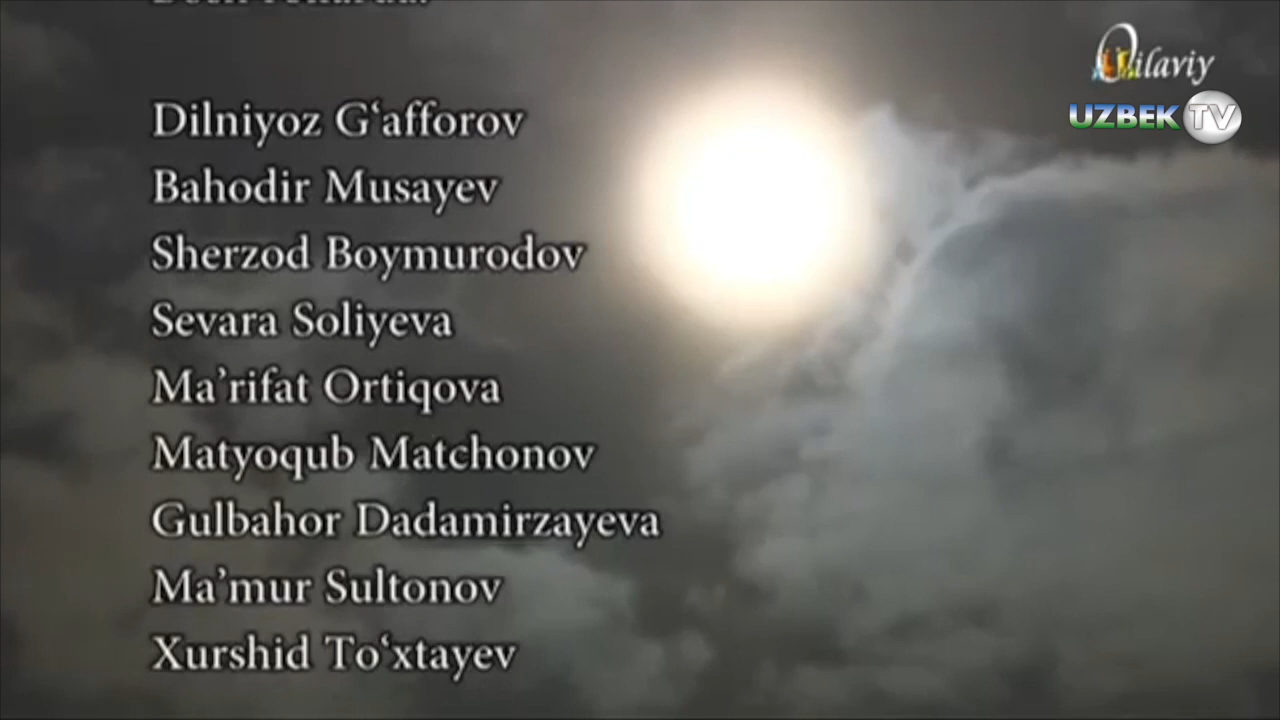 Oilaviy
UZBEK TV
Dilniyoz G‘afforov
Bahodir Musayev
Sherzod Boymurodov
Sevara Soliyeva
Ma’rifat Ortiqova
Matyoqub Matchonov
Gulbahor Dadamirzayeva
Ma’mur Sultonov
Xurshid To‘xtayev